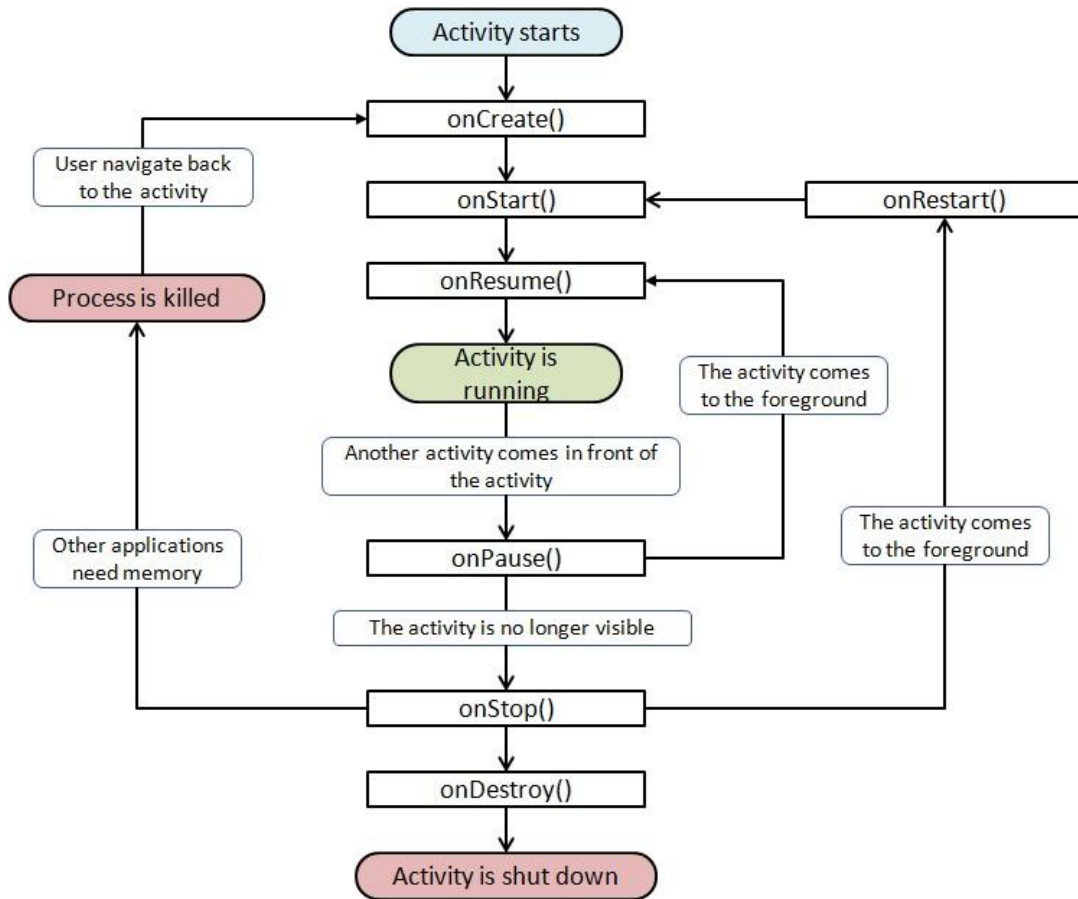 Activity starts
onCreate()
User navigate back
to the activity
onStart()
onRestart()
onResume()
Process is killed
Activity is
running
The activity comes
to the foreground
Another activity comes in front of
the activity
Other applications
need memory
The activity comes
to the foreground
onPause()
The activity is no longer visible
onStop()
onDestroy()
Activity is shut down